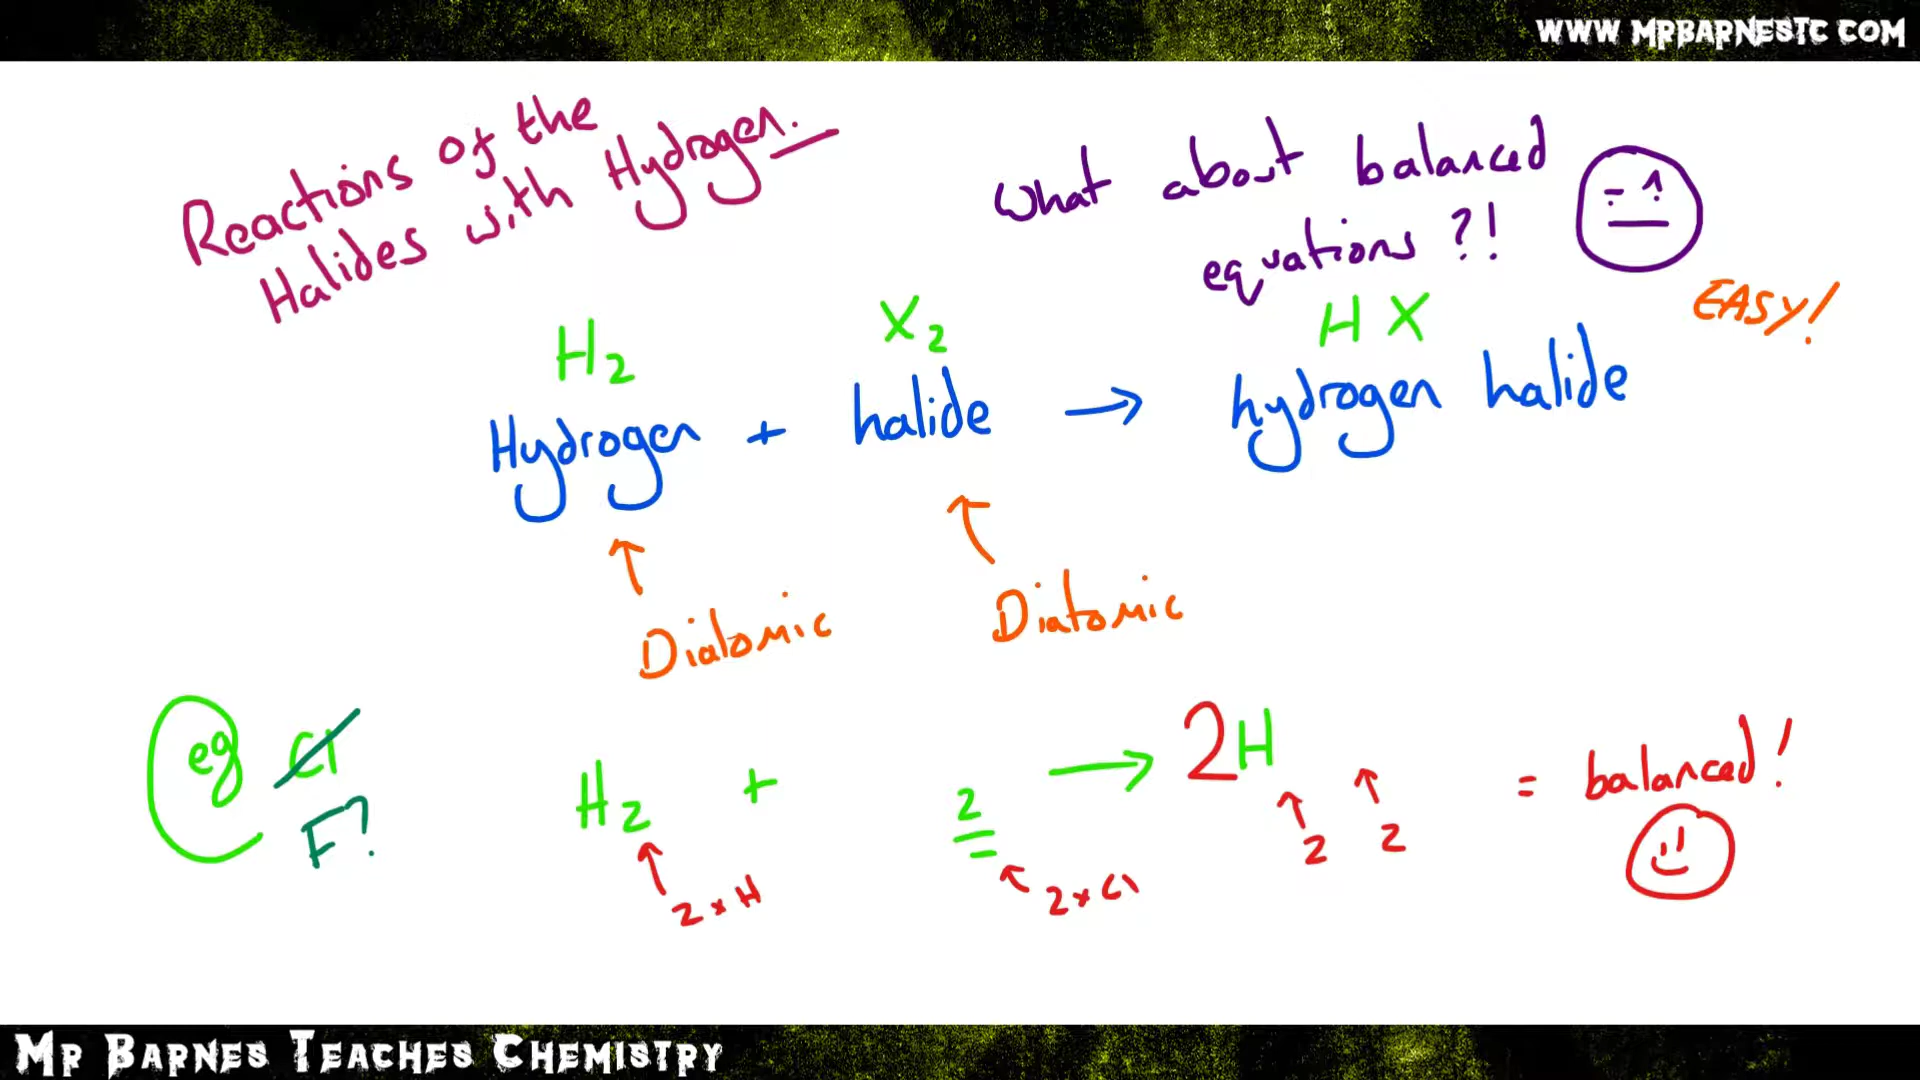 WWW MRBARNESTC COM
Reactions of the
Halides with Hydrogen.
What about balanced
equations ?!
EASY!
H2 X2 HX
Hydrogen + halide → hydrogen halide
Diatomic Diatomic
eg Cl
F?
H2 + 2 → 2H = balanced!
2 x H 2 x Cl 2 2
MR BARNES TEACHES CHEMISTRY